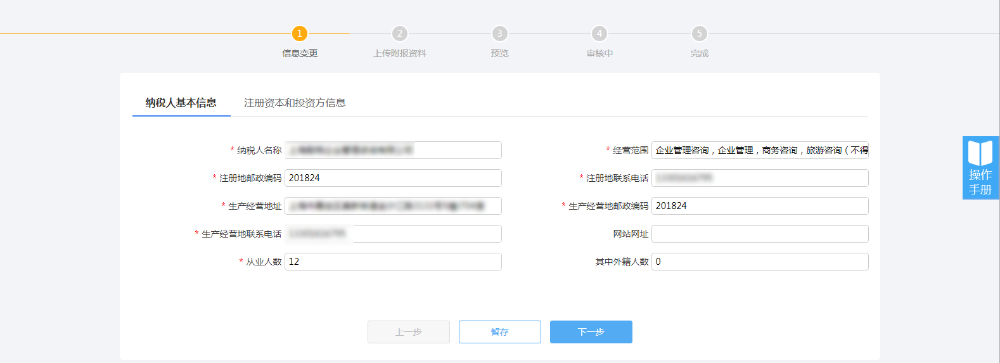 1 2 3 4 5
信息变更 上传附报资料 预览 审核中 完成
纳税人基本信息 注册资本和投资方信息
* 纳税人名称 * 经营范围 企业管理咨询，企业管理，商务咨询，旅游咨询（不得
* 注册地邮政编码 201824 * 注册地联系电话
* 生产经营地址 * 生产经营地邮政编码 201824
* 生产经营地联系电话 网站网址
* 从业人数 12 其中外籍人数 0
上一步 暂存 下一步
操作
手册